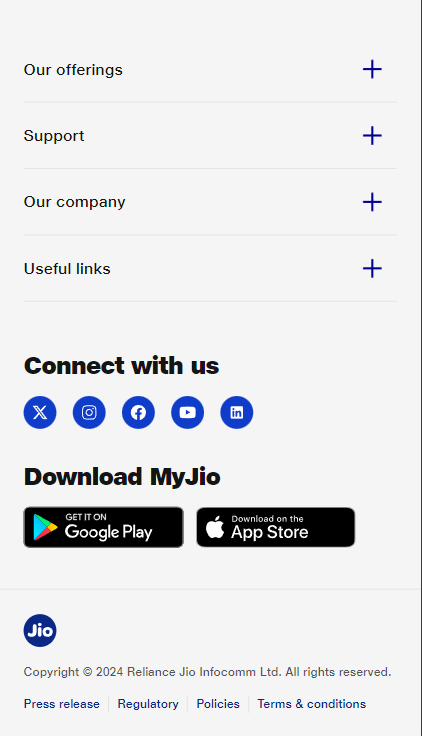 Our offerings
Support
Our company
Useful links
Connect with us
Download MyJio
GET IT ON
Google Play
Download on the
App Store
Jio
Copyright © 2024 Reliance Jio Infocomm Ltd. All rights reserved.
Press release Regulatory Policies Terms & conditions